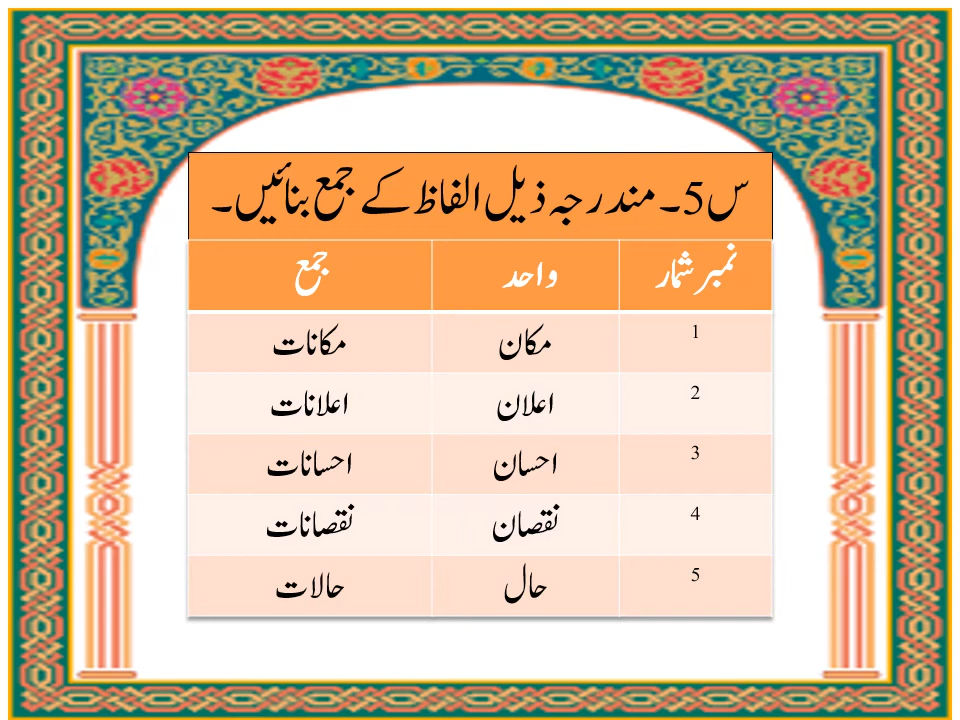 س5۔ مندرجہ ذیل الفاظ کے جمع بنائیں۔
نمبر شمار واحد جمع
1 مکان مکانات
2 اعلان اعلانات
3 احسان احسانات
4 نقصان نقصانات
5 حال حالات